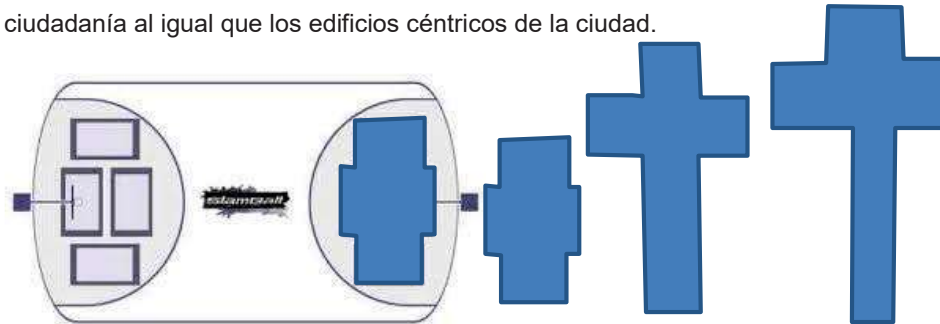 ciudadanía al igual que los edificios céntricos de la ciudad.
slamball